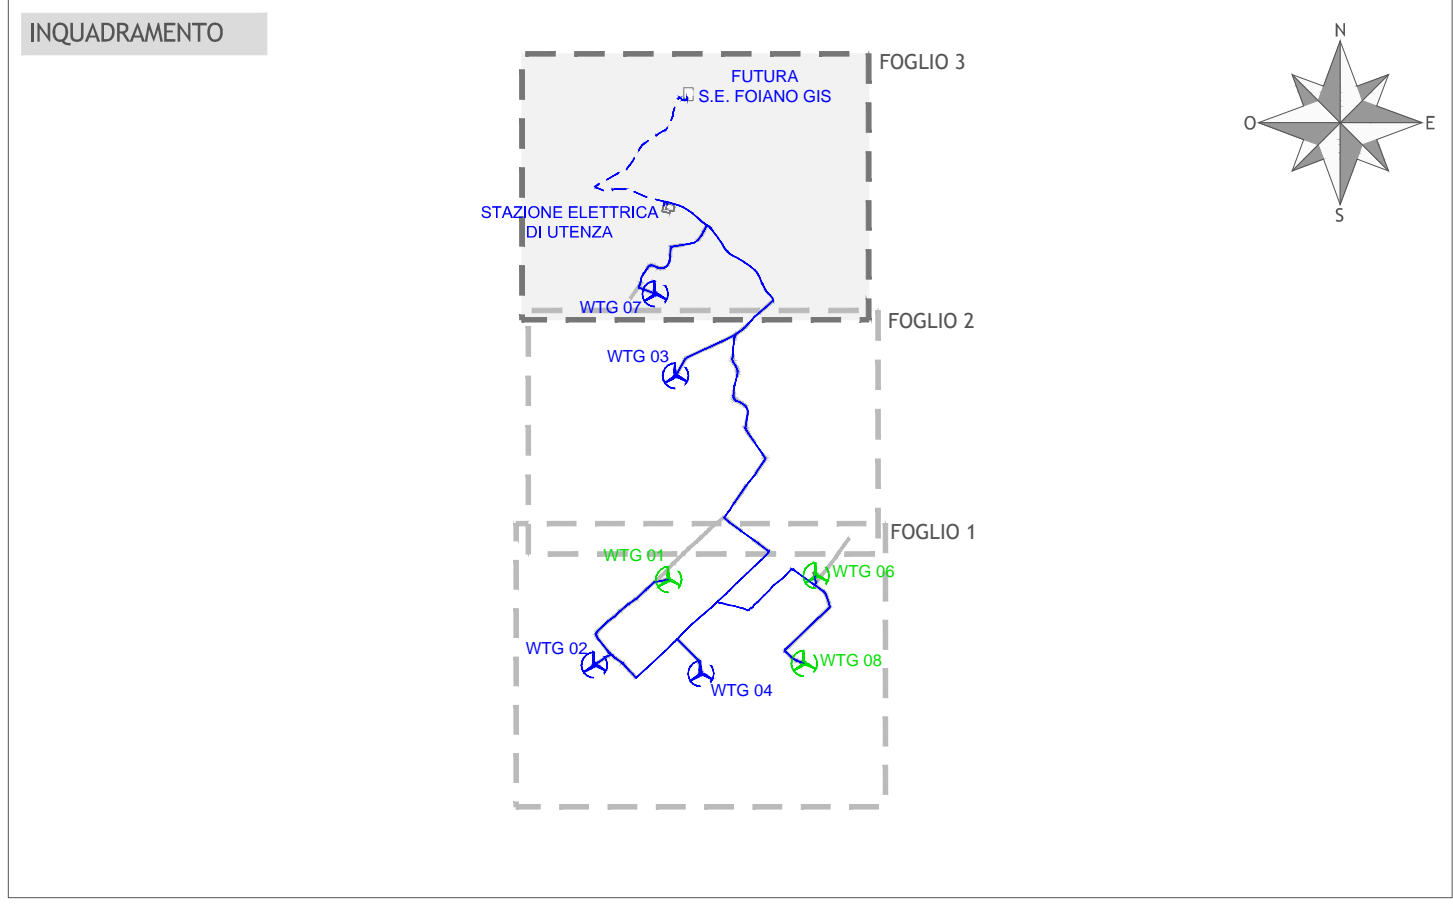 INQUADRAMENTO
N
FOGLIO 3
FUTURA
S.E. FOIANO GIS
O
E
S
STAZIONE ELETTRICA
DI UTENZA
WTG 07
FOGLIO 2
WTG 03
FOGLIO 1
WTG 01
WTG 06
WTG 02
WTG 08
WTG 04